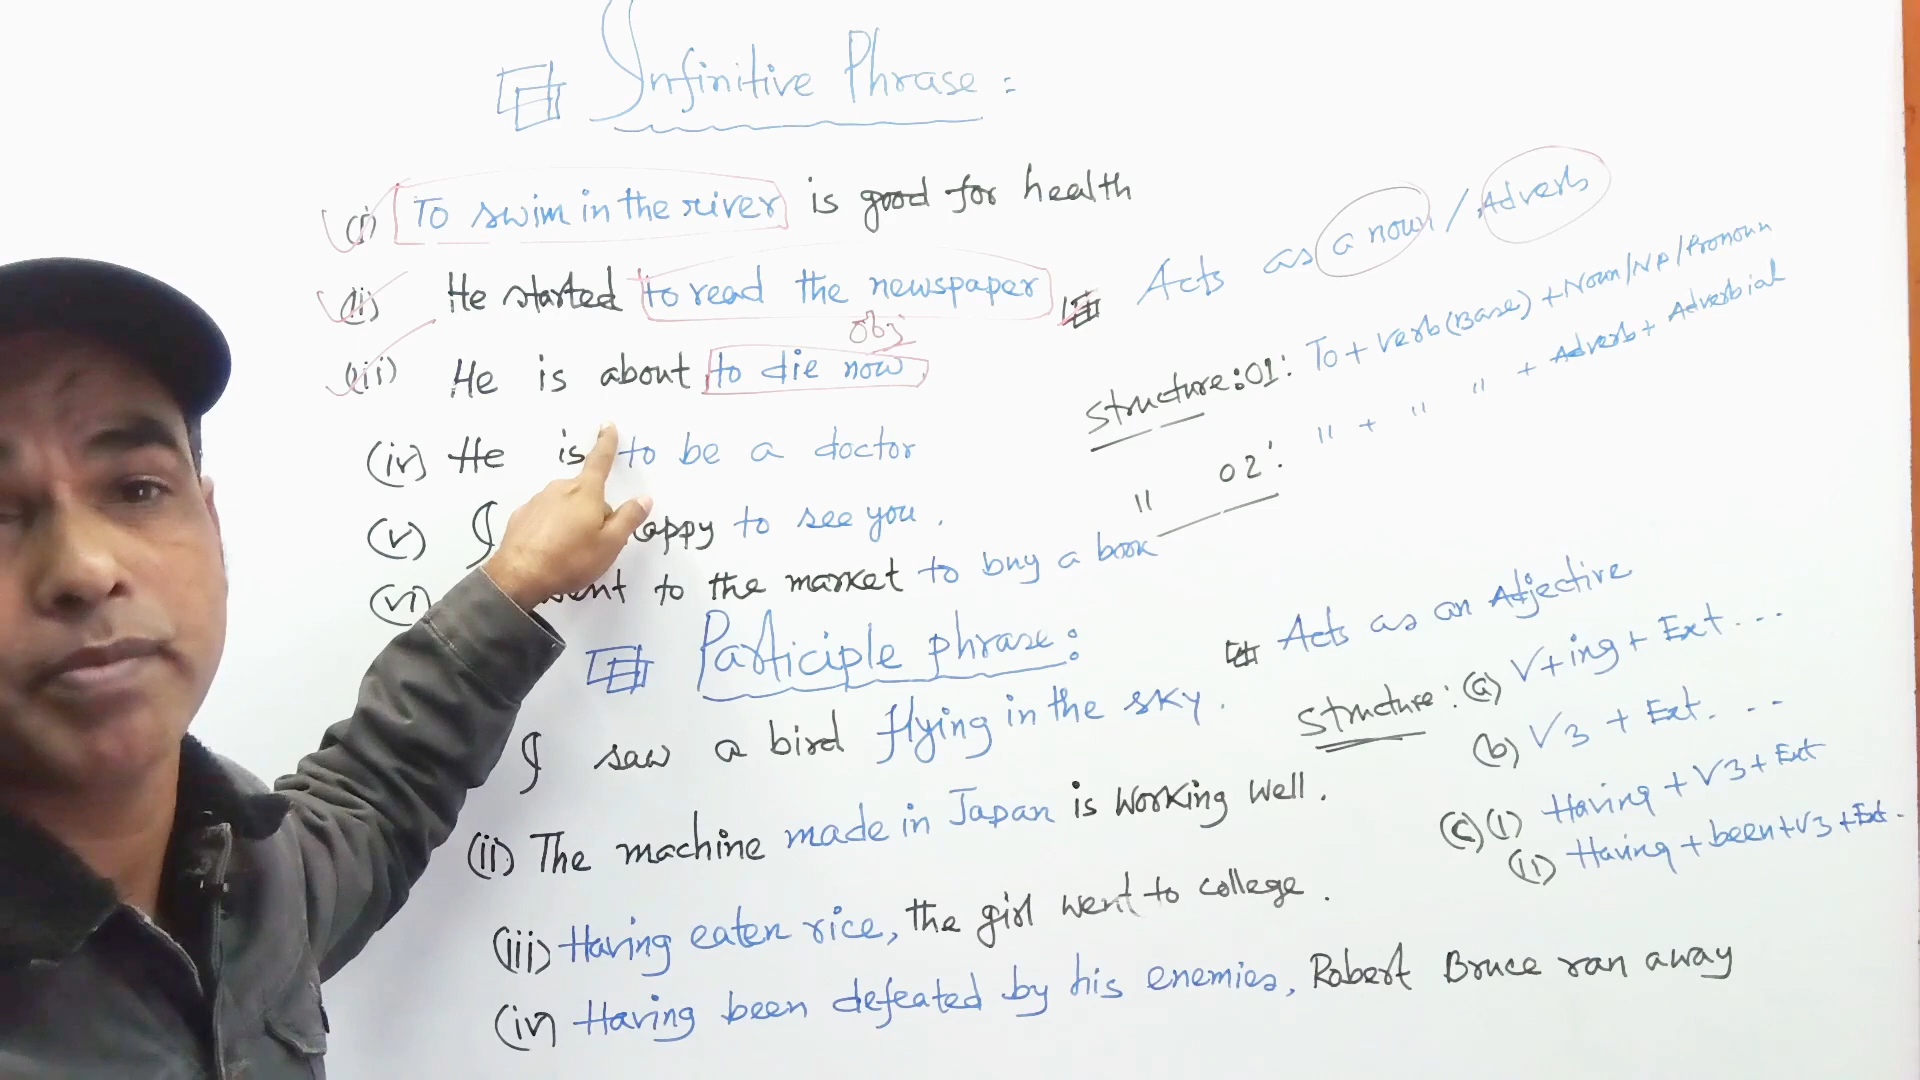 Infinitive Phrase :
(i) To swim in the river is good for health
(ii) He started to read the newspaper
obj
(iii) He is about to die now
(iv) He is to be a doctor
(v) I happy to see you .
(vi) went to the market to buy a book
Acts as a noun / Adverb
Structure:01: To + Verb (Base) + Noun/NP/Pronoun
" 02: " + " " + Adverb + Adverbial
Participle phrase :
I saw a bird flying in the sky .
(ii) The machine made in Japan is working well .
(iii) Having eaten rice, the girl went to college .
(iv) Having been defeated by his enemies, Robert Bruce ran away
Acts as an Adjective
Structure : (a) V+ing + Ext ...
(b) V3 + Ext. ..
(c) (i) Having + V3 + Ext
(ii) Having + been + V3 + Ext.